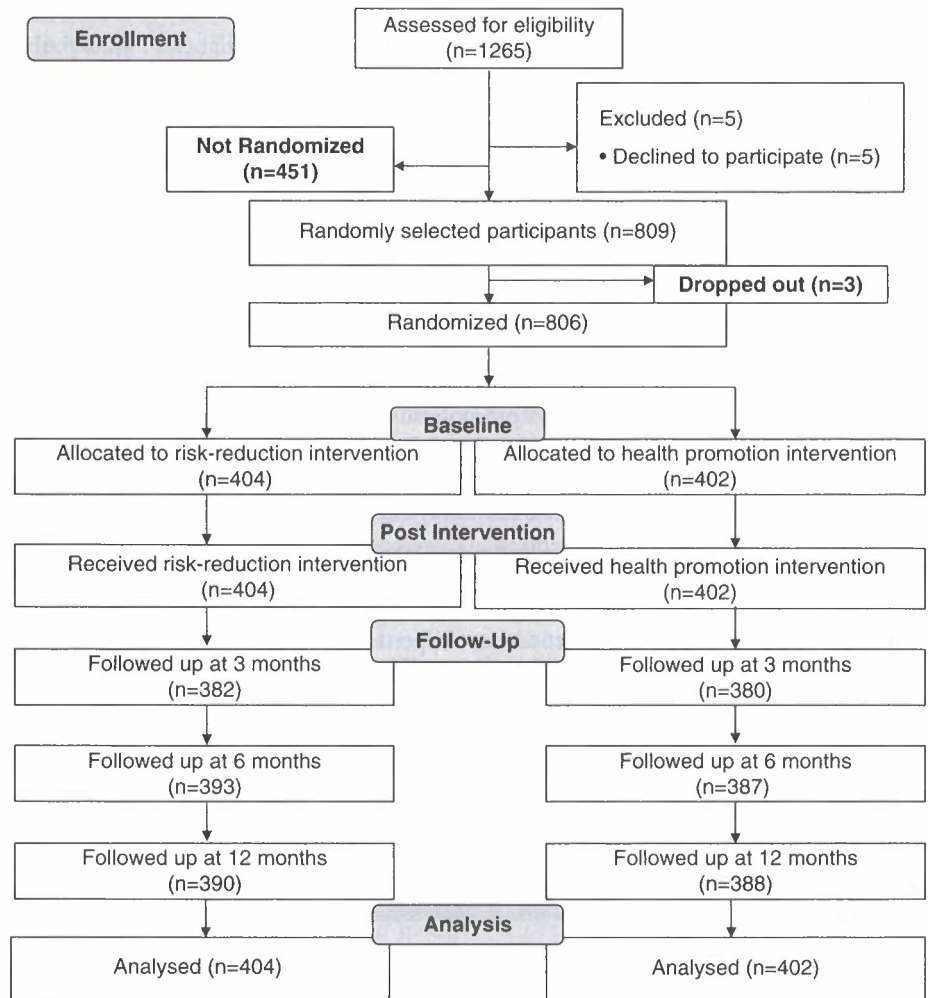 Enrollment
Assessed for eligibility
(n=1265)
Excluded (n=5)
• Declined to participate (n=5)
Not Randomized
(n=451)
Randomly selected participants (n=809)
Dropped out (n=3)
Randomized (n=806)
Baseline
Allocated to risk-reduction intervention
(n=404)
Allocated to health promotion intervention
(n=402)
Post Intervention
Received risk-reduction intervention
(n=404)
Received health promotion intervention
(n=402)
Follow-Up
Followed up at 3 months
(n=382)
Followed up at 3 months
(n=380)
Followed up at 6 months
(n=393)
Followed up at 6 months
(n=387)
Followed up at 12 months
(n=390)
Followed up at 12 months
(n=388)
Analysis
Analysed (n=404)
Analysed (n=402)